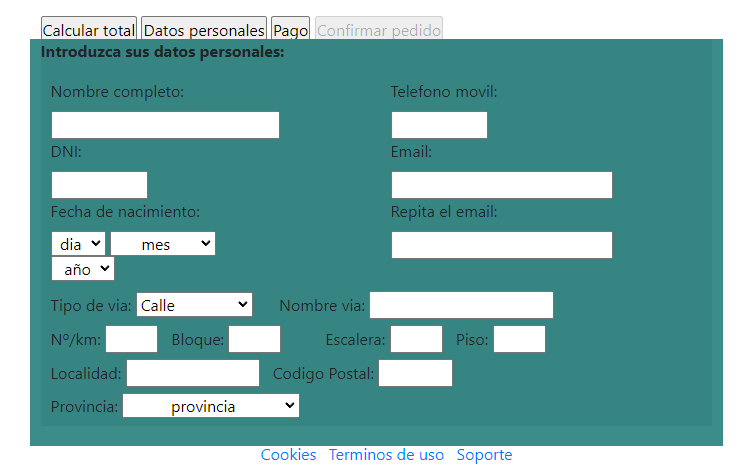 Calcular total Datos personales Pago Confirmar pedido
Introduzca sus datos personales:
Nombre completo: Telefono movil:
DNI: Email:
Fecha de nacimiento: Repita el email:
dia mes
año
Tipo de via: Calle Nombre via:
Nº/km: Bloque: Escalera: Piso:
Localidad: Codigo Postal:
Provincia: provincia
Cookies Terminos de uso Soporte